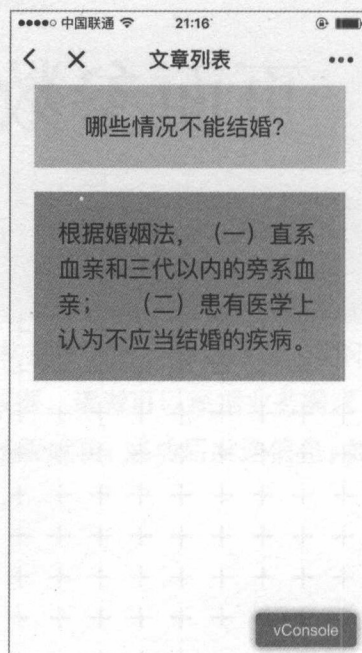 中国联通 21:16
文章列表
哪些情况不能结婚?
根据婚姻法,(一)直系
血亲和三代以内的旁系血
亲; (二)患有医学上
认为不应当结婚的疾病。
vConsole